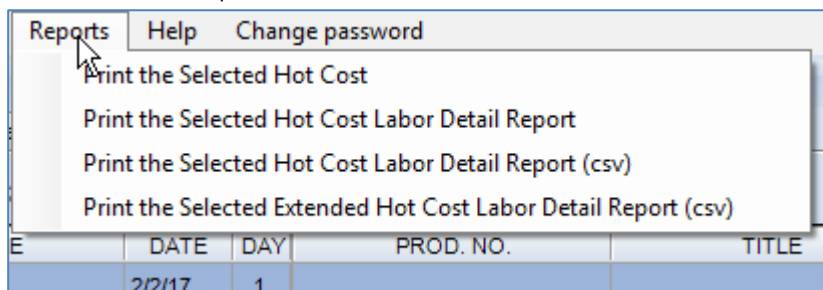 Reports Help Change password
Print the Selected Hot Cost
Print the Selected Hot Cost Labor Detail Report
Print the Selected Hot Cost Labor Detail Report (csv)
Print the Selected Extended Hot Cost Labor Detail Report (csv)
E DATE DAY PROD. NO. TITLE
2/2/17 1